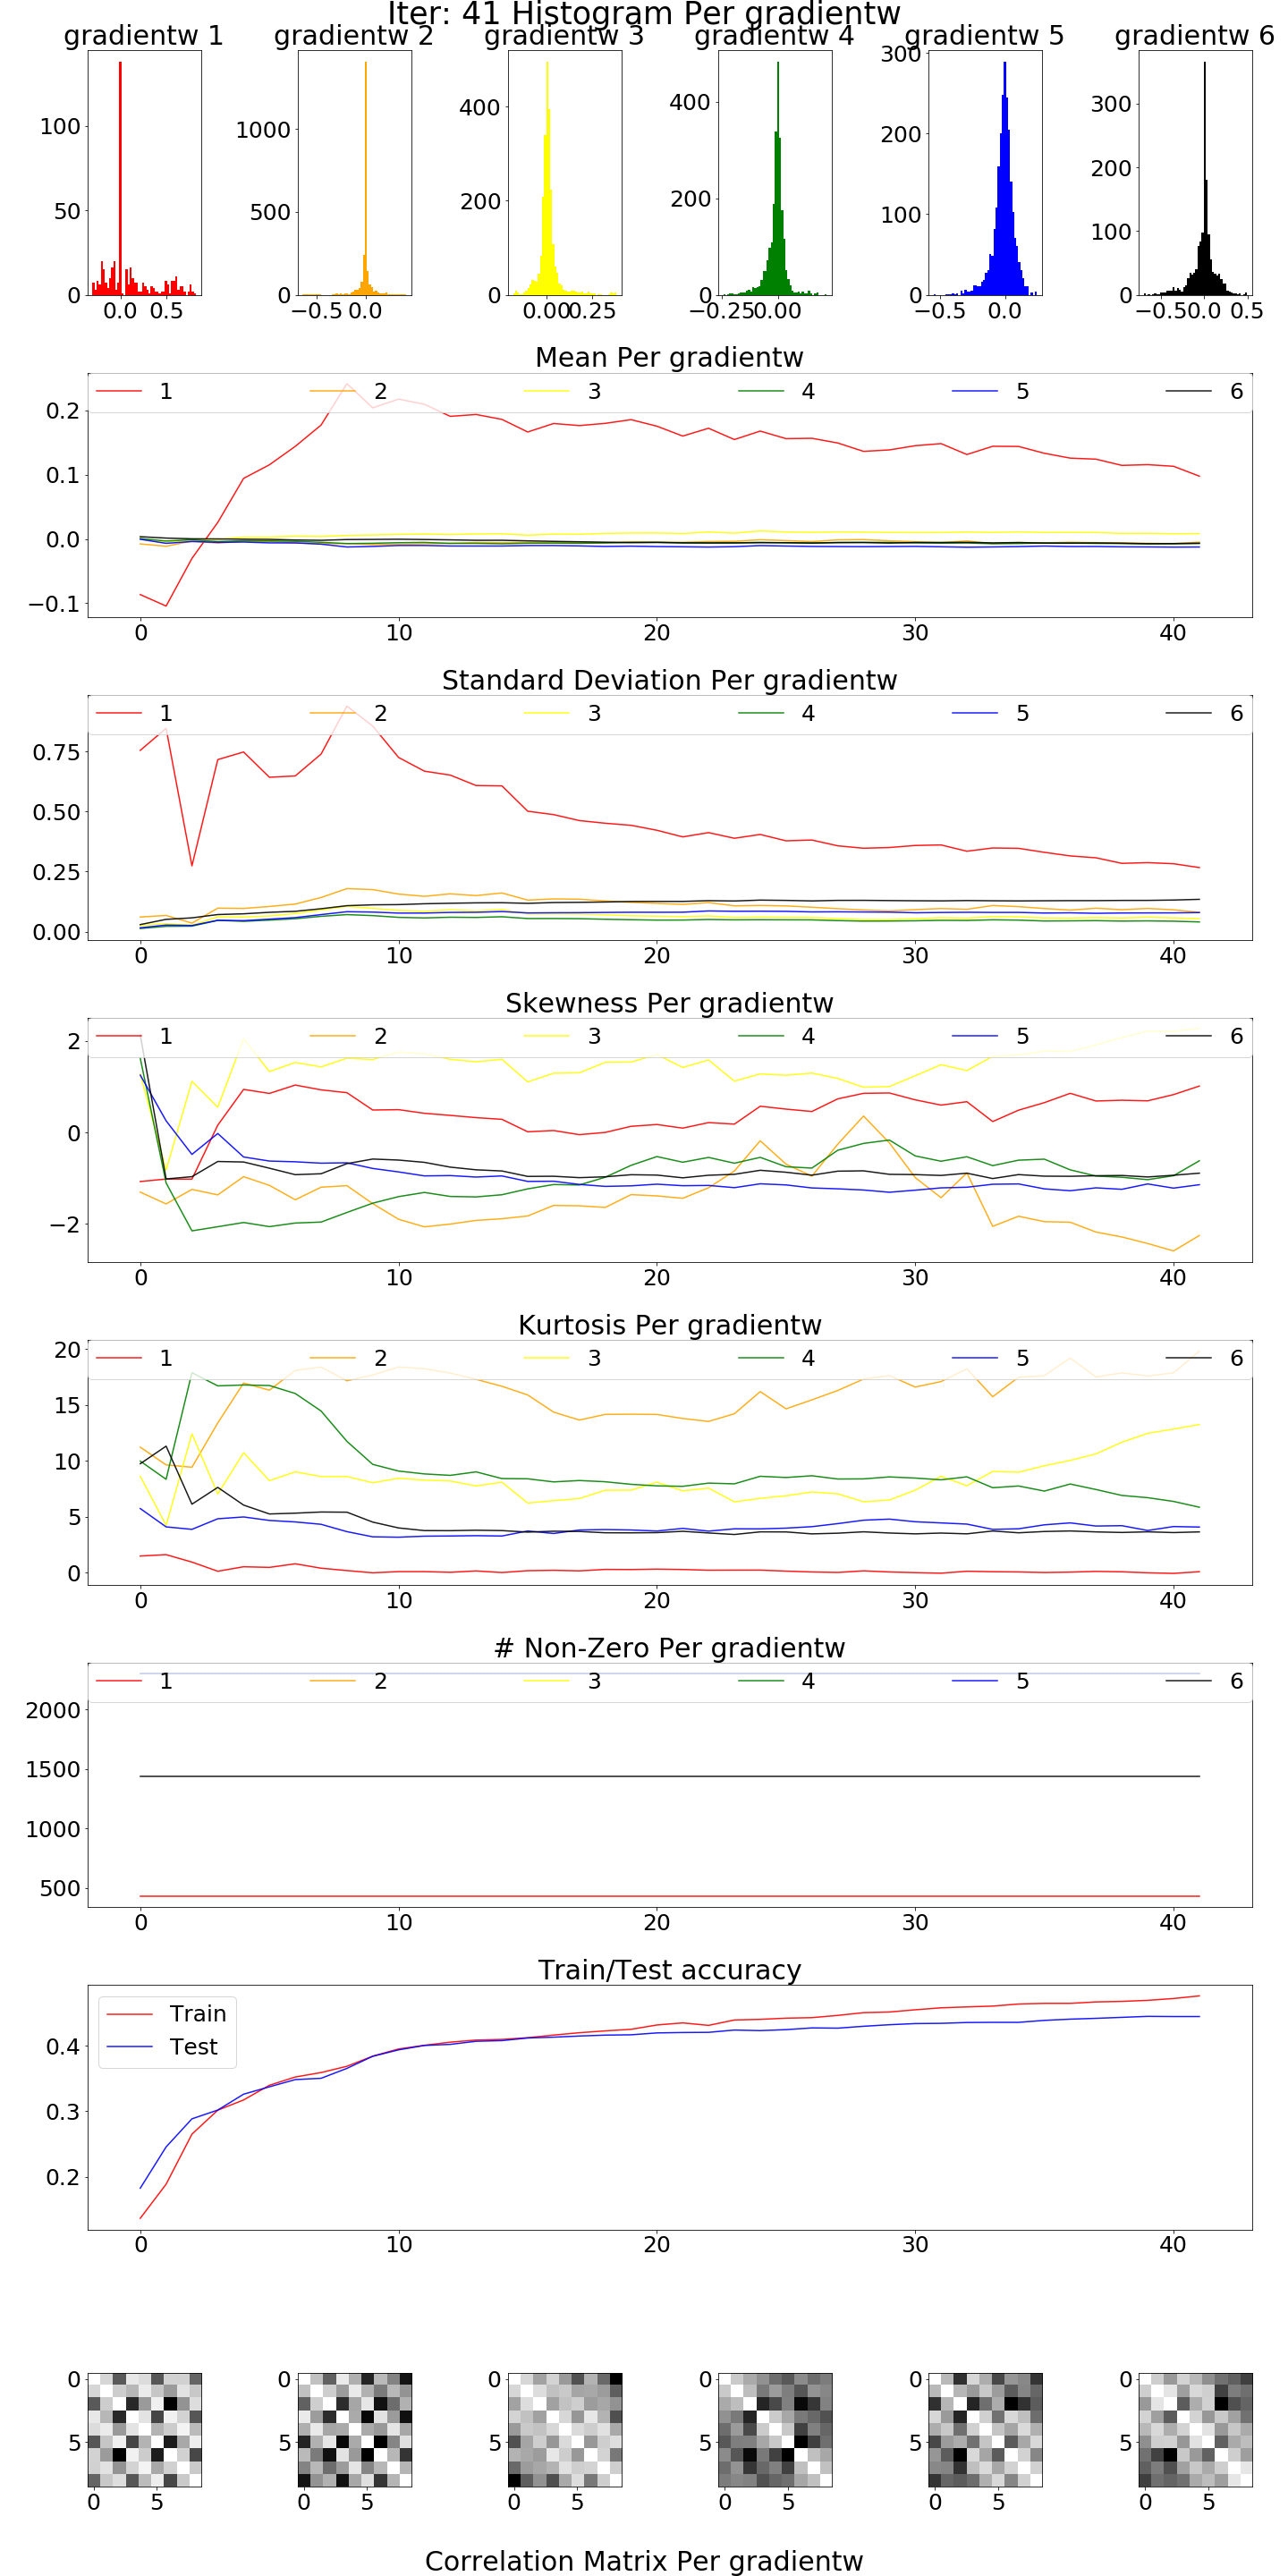 Iter: 41 Histogram Per gradientw
gradientw 1 gradientw 2 gradientw 3 gradientw 4 gradientw 5 gradientw 6
100
50
0
0.0 0.5
1000
500
0
−0.5 0.0
400
200
0
0.00 0.25
400
200
0
−0.25 0.00
300
200
100
0
−0.5 0.0
300
200
100
0
−0.5 0.0 0.5
Mean Per gradientw
1 2 3 4 5 6
0.2
0.1
0.0
−0.1
0 10 20 30 40
Standard Deviation Per gradientw
1 2 3 4 5 6
0.75
0.50
0.25
0.00
0 10 20 30 40
Skewness Per gradientw
1 2 3 4 5 6
2
0
−2
0 10 20 30 40
Kurtosis Per gradientw
1 2 3 4 5 6
20
15
10
5
0
0 10 20 30 40
# Non-Zero Per gradientw
1 2 3 4 5 6
2000
1500
1000
500
0 10 20 30 40
Train/Test accuracy
Train
Test
0.4
0.3
0.2
0 10 20 30 40
0 0 0 0 0 0
5 5 5 5 5 5
0 5 0 5 0 5 0 5 0 5 0 5
Correlation Matrix Per gradientw